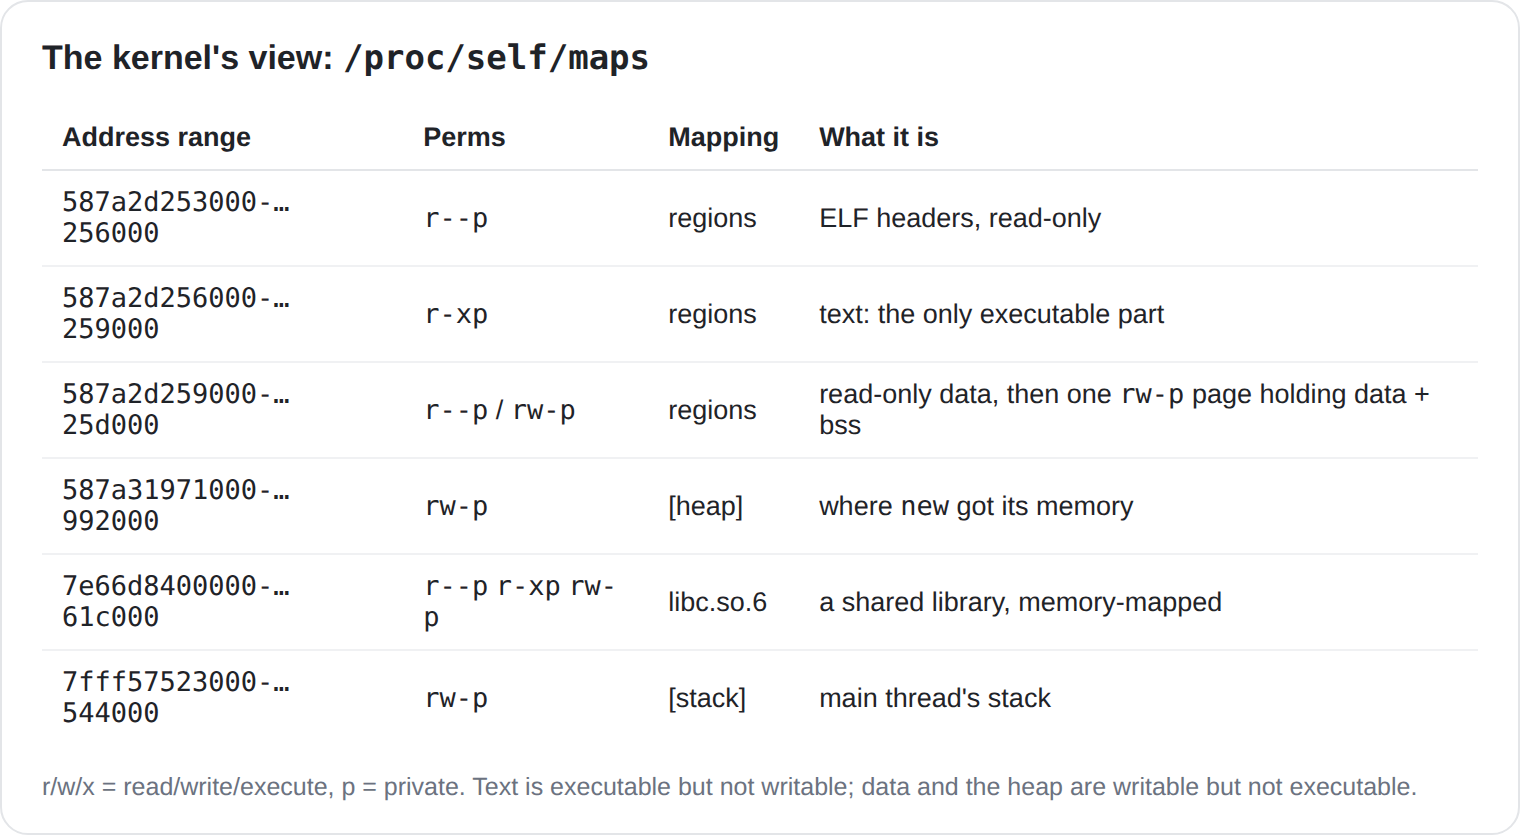 The kernel's view: /proc/self/maps
Address range Perms Mapping What it is
587a2d253000-…
256000
r--p regions ELF headers, read-only
587a2d256000-…
259000
r-xp regions text: the only executable part
587a2d259000-…
25d000
r--p / rw-p regions read-only data, then one rw-p page holding data +
bss
587a31971000-…
992000
rw-p [heap] where new got its memory
7e66d8400000-…
61c000
r--p r-xp rw-
p
libc.so.6 a shared library, memory-mapped
7fff57523000-…
544000
rw-p [stack] main thread's stack
r/w/x = read/write/execute, p = private. Text is executable but not writable; data and the heap are writable but not executable.